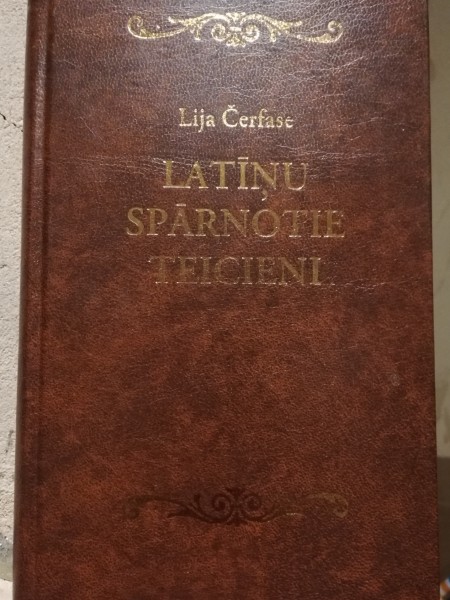 Lija Čerfase
LATĪŅU
SPĀRNOTIE
TEICIENI